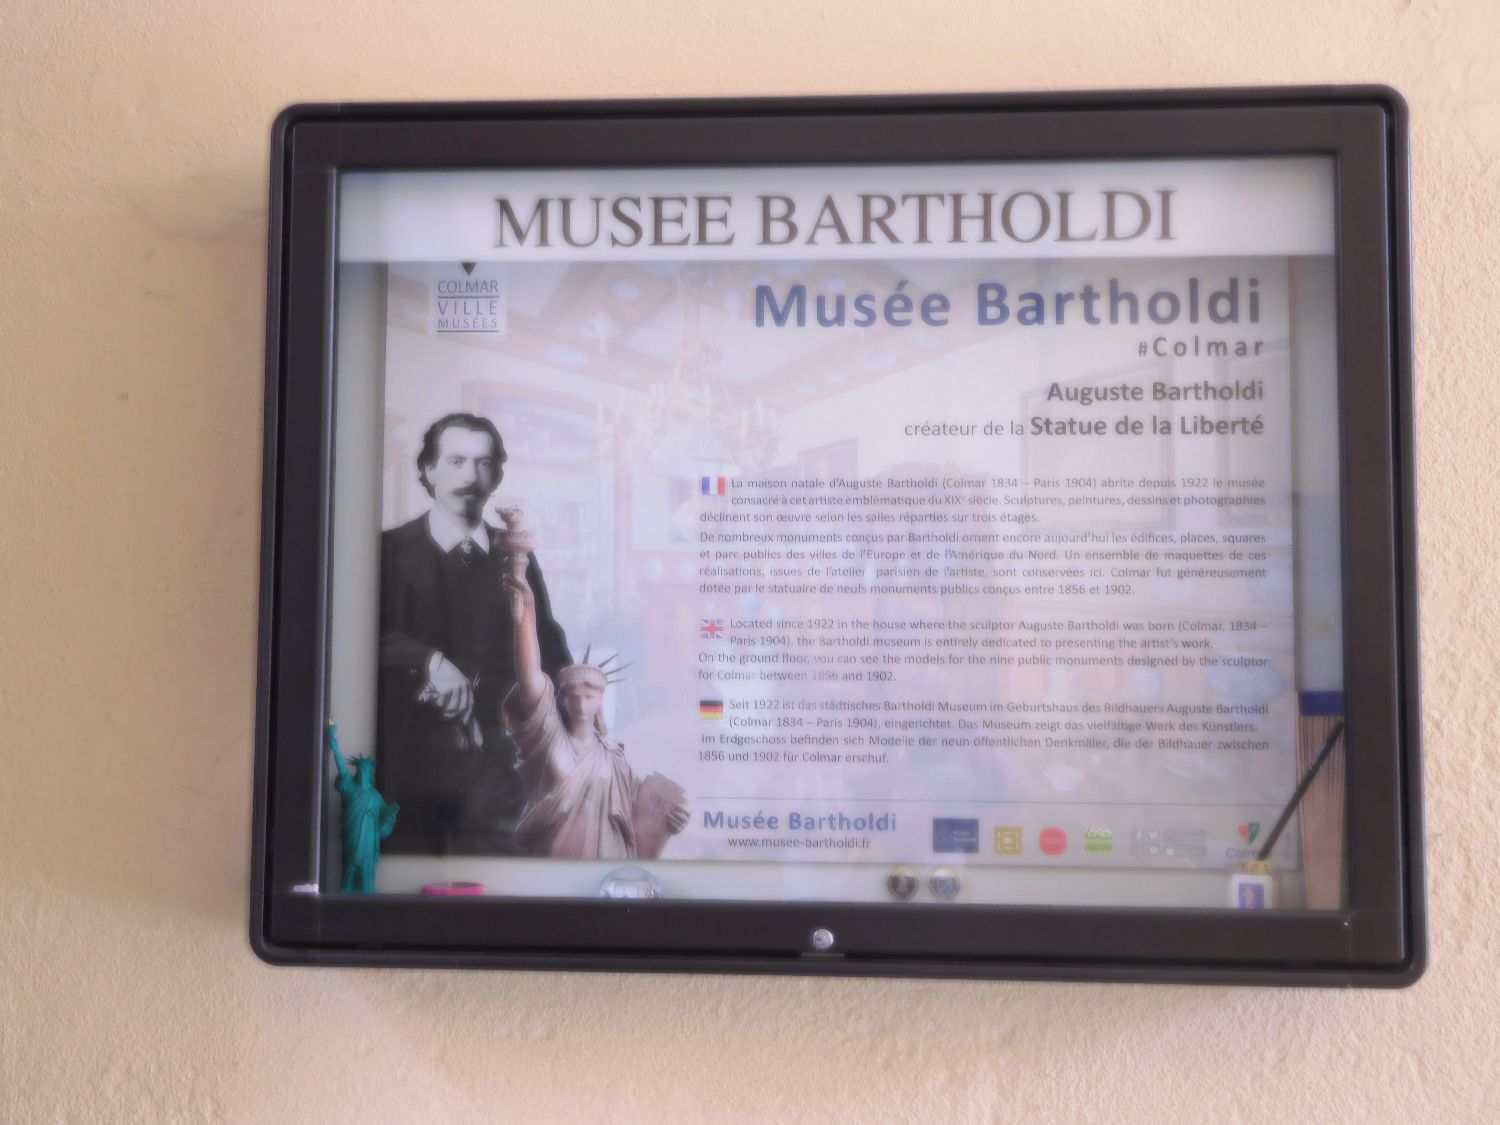 MUSEE BARTHOLDI
COLMAR
VILLE
MUSÉES
Musée Bartholdi
#Colmar
Auguste Bartholdi
créateur de la Statue de la Liberté
La maison natale d'Auguste Bartholdi (Colmar 1834 – Paris 1904) abrite depuis 1922 le musée
consacré à cet artiste emblématique du XIXe siècle. Sculptures, peintures, dessins et photographies
déclinent son œuvre selon les salles réparties sur trois étages.
De nombreux monuments conçus par Bartholdi ornent encore aujourd'hui les édifices, places, squares
et parc publics des villes de l'Europe et de l'Amérique du Nord. Un ensemble de maquettes de ces
réalisations, issues de l'atelier parisien de l'artiste, sont conservées ici. Colmar fut généreusement
dotée par le statuaire de neufs monuments publics conçus entre 1856 et 1902.
Located since 1922 in the house where the sculptor Auguste Bartholdi was born (Colmar, 1834 –
Paris 1904), the Bartholdi museum is entirely dedicated to presenting the artist's work.
On the ground floor, you can see the models for the nine public monuments designed by the sculptor
for Colmar between 1856 and 1902.
Seit 1922 ist das städtisches Bartholdi Museum im Geburtshaus des Bildhauers Auguste Bartholdi
(Colmar 1834 – Paris 1904), eingerichtet. Das Museum zeigt das vielfältige Werk des Künstlers.
Im Erdgeschoss befinden sich Modelle der neun öffentlichen Denkmäler, die der Bildhauer zwischen
1856 und 1902 für Colmar erschuf.
Musée Bartholdi
www.musee-bartholdi.fr